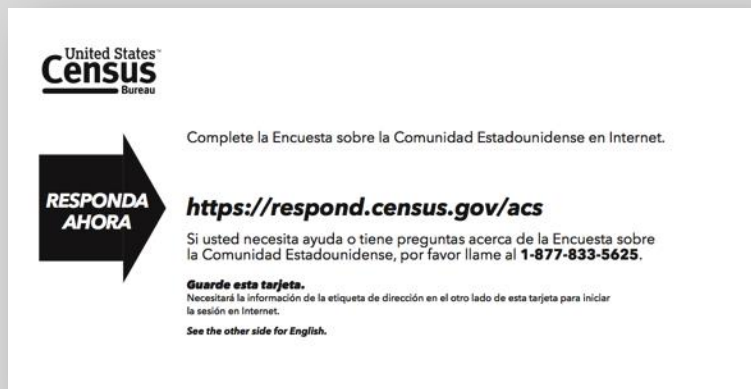 United States™
Census
Bureau
Complete la Encuesta sobre la Comunidad Estadounidense en Internet.
RESPONDA
AHORA
https://respond.census.gov/acs
Si usted necesita ayuda o tiene preguntas acerca de la Encuesta sobre
la Comunidad Estadounidense, por favor llame al 1-877-833-5625.
Guarde esta tarjeta.
Necesitará la información de la etiqueta de dirección en el otro lado de esta tarjeta para iniciar
la sesión en Internet.
See the other side for English.